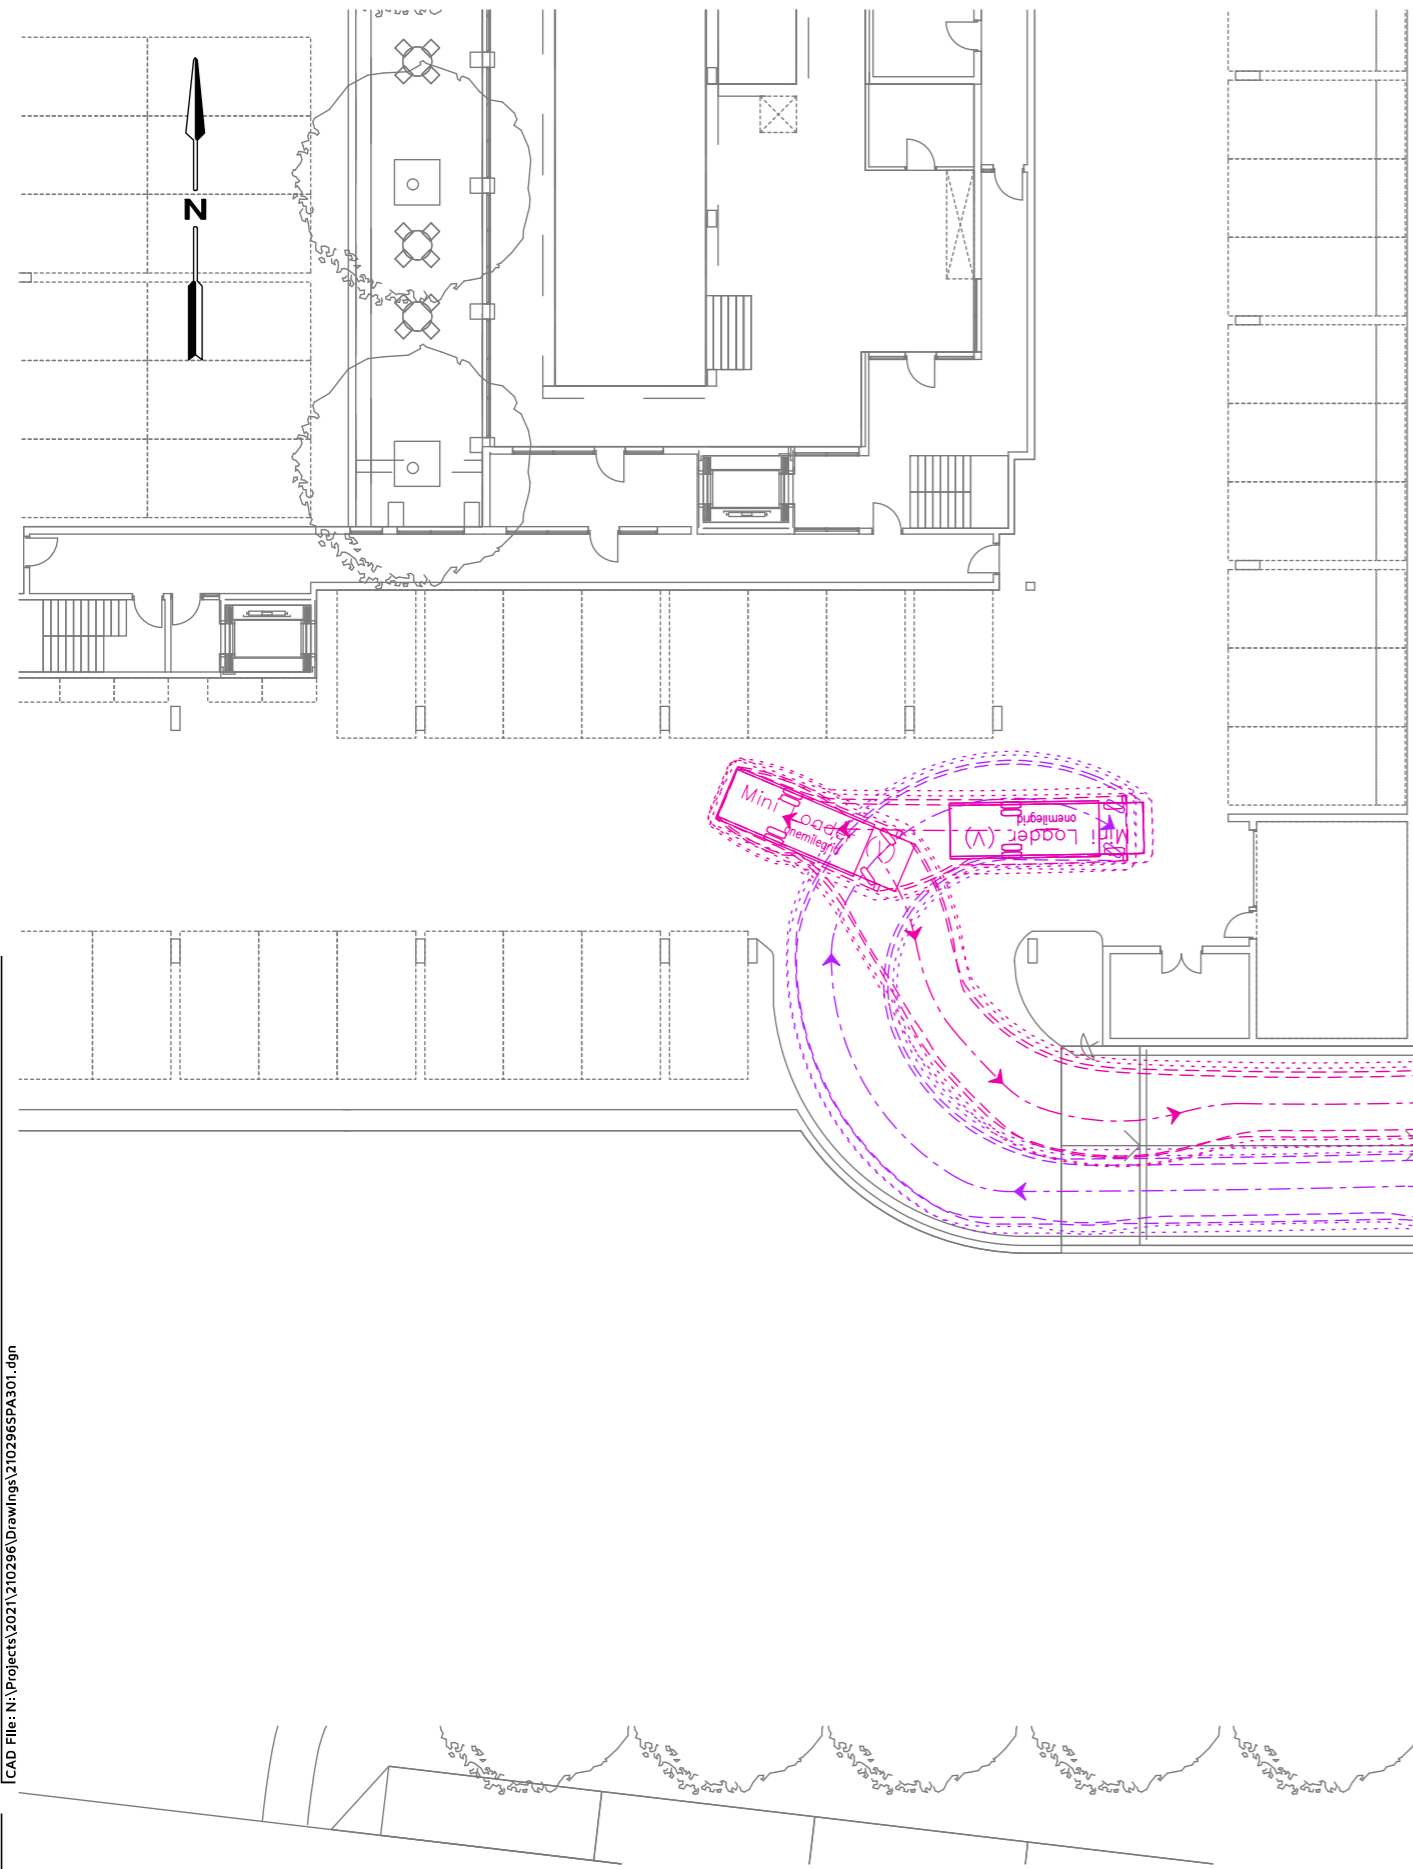 N
Mini Loader (V)
onemilegrid
Mini Loader (V)
onemilegrid
CAD File: N:\Projects\2021\210296\Drawings\210296SPA301.dgn